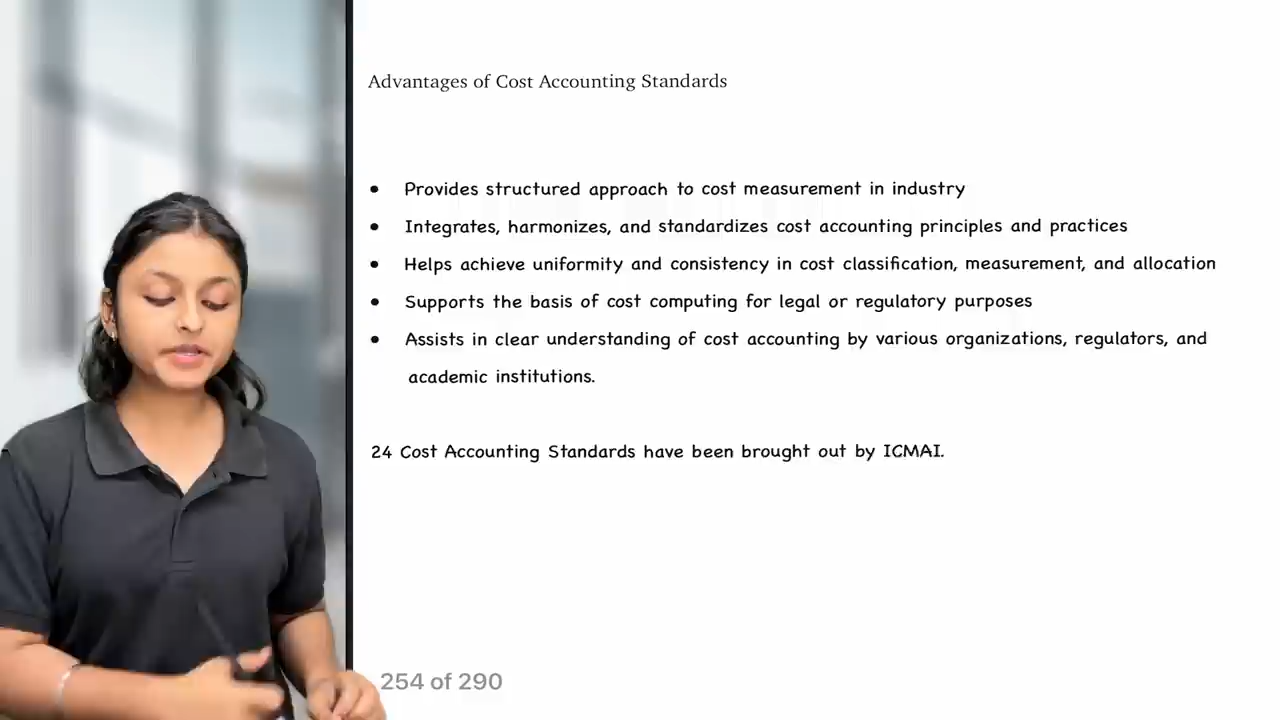 Advantages of Cost Accounting Standards
• Provides structured approach to cost measurement in industry
• Integrates, harmonizes, and standardizes cost accounting principles and practices
• Helps achieve uniformity and consistency in cost classification, measurement, and allocation
• Supports the basis of cost computing for legal or regulatory purposes
• Assists in clear understanding of cost accounting by various organizations, regulators, and
academic institutions.
24 Cost Accounting Standards have been brought out by ICMAI.
254 of 290